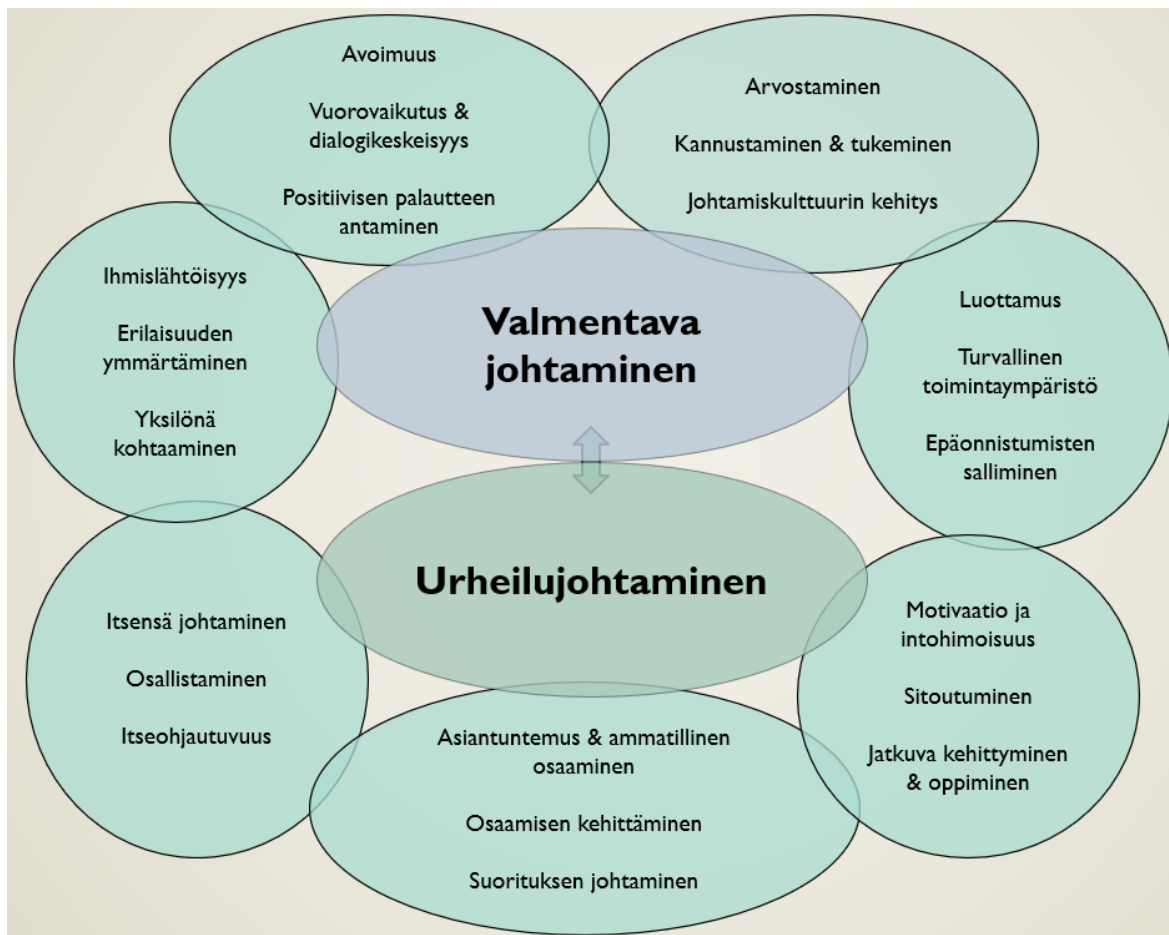 Avoimuus
Vuorovaikutus &
dialogikeskeisyys
Positiivisen palautteen
antaminen
Arvostaminen
Kannustaminen & tukeminen
Johtamiskulttuurin kehitys
Ihmislähtöisyys
Erilaisuuden
ymmärtäminen
Yksilönä
kohtaaminen
Valmentava
johtaminen
Luottamus
Turvallinen
toimintaympäristö
Epäonnistumisten
salliminen
Urheilujohtaminen
Itsensä johtaminen
Osallistaminen
Itseohjautuvuus
Asiantuntemus & ammatillinen
osaaminen
Osaamisen kehittäminen
Suorituksen johtaminen
Motivaatio ja
intohimoisuus
Sitoutuminen
Jatkuva kehittyminen
& oppiminen